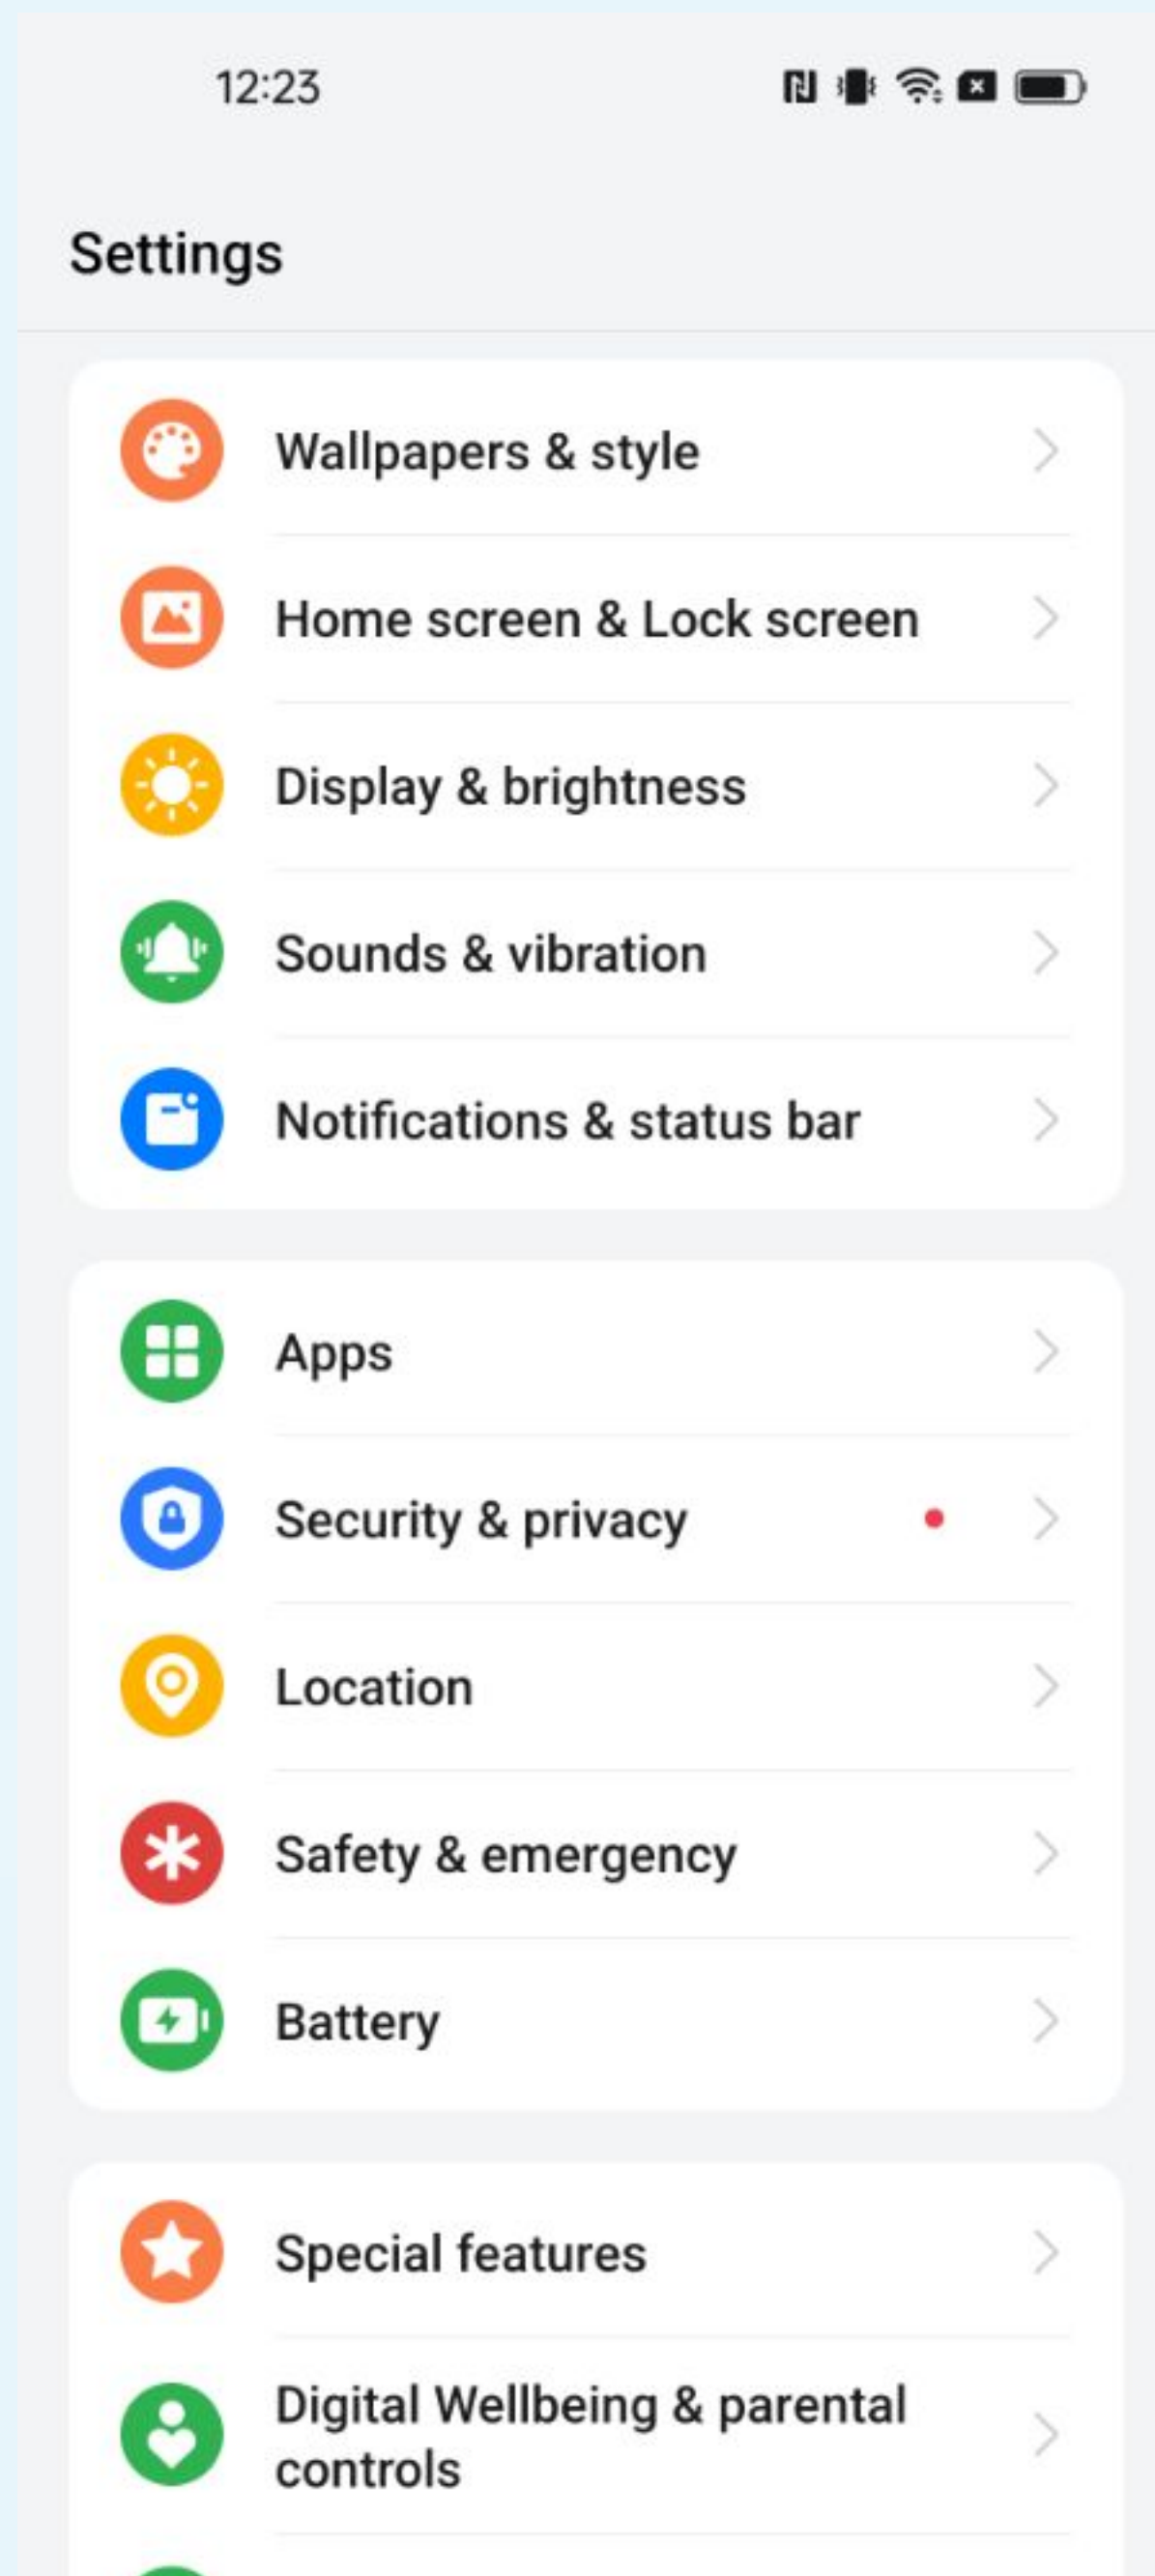 12:23
Settings
Wallpapers & style
Home screen & Lock screen
Display & brightness
Sounds & vibration
Notifications & status bar
Apps
Security & privacy
Location
Safety & emergency
Battery
Special features
Digital Wellbeing & parental
controls